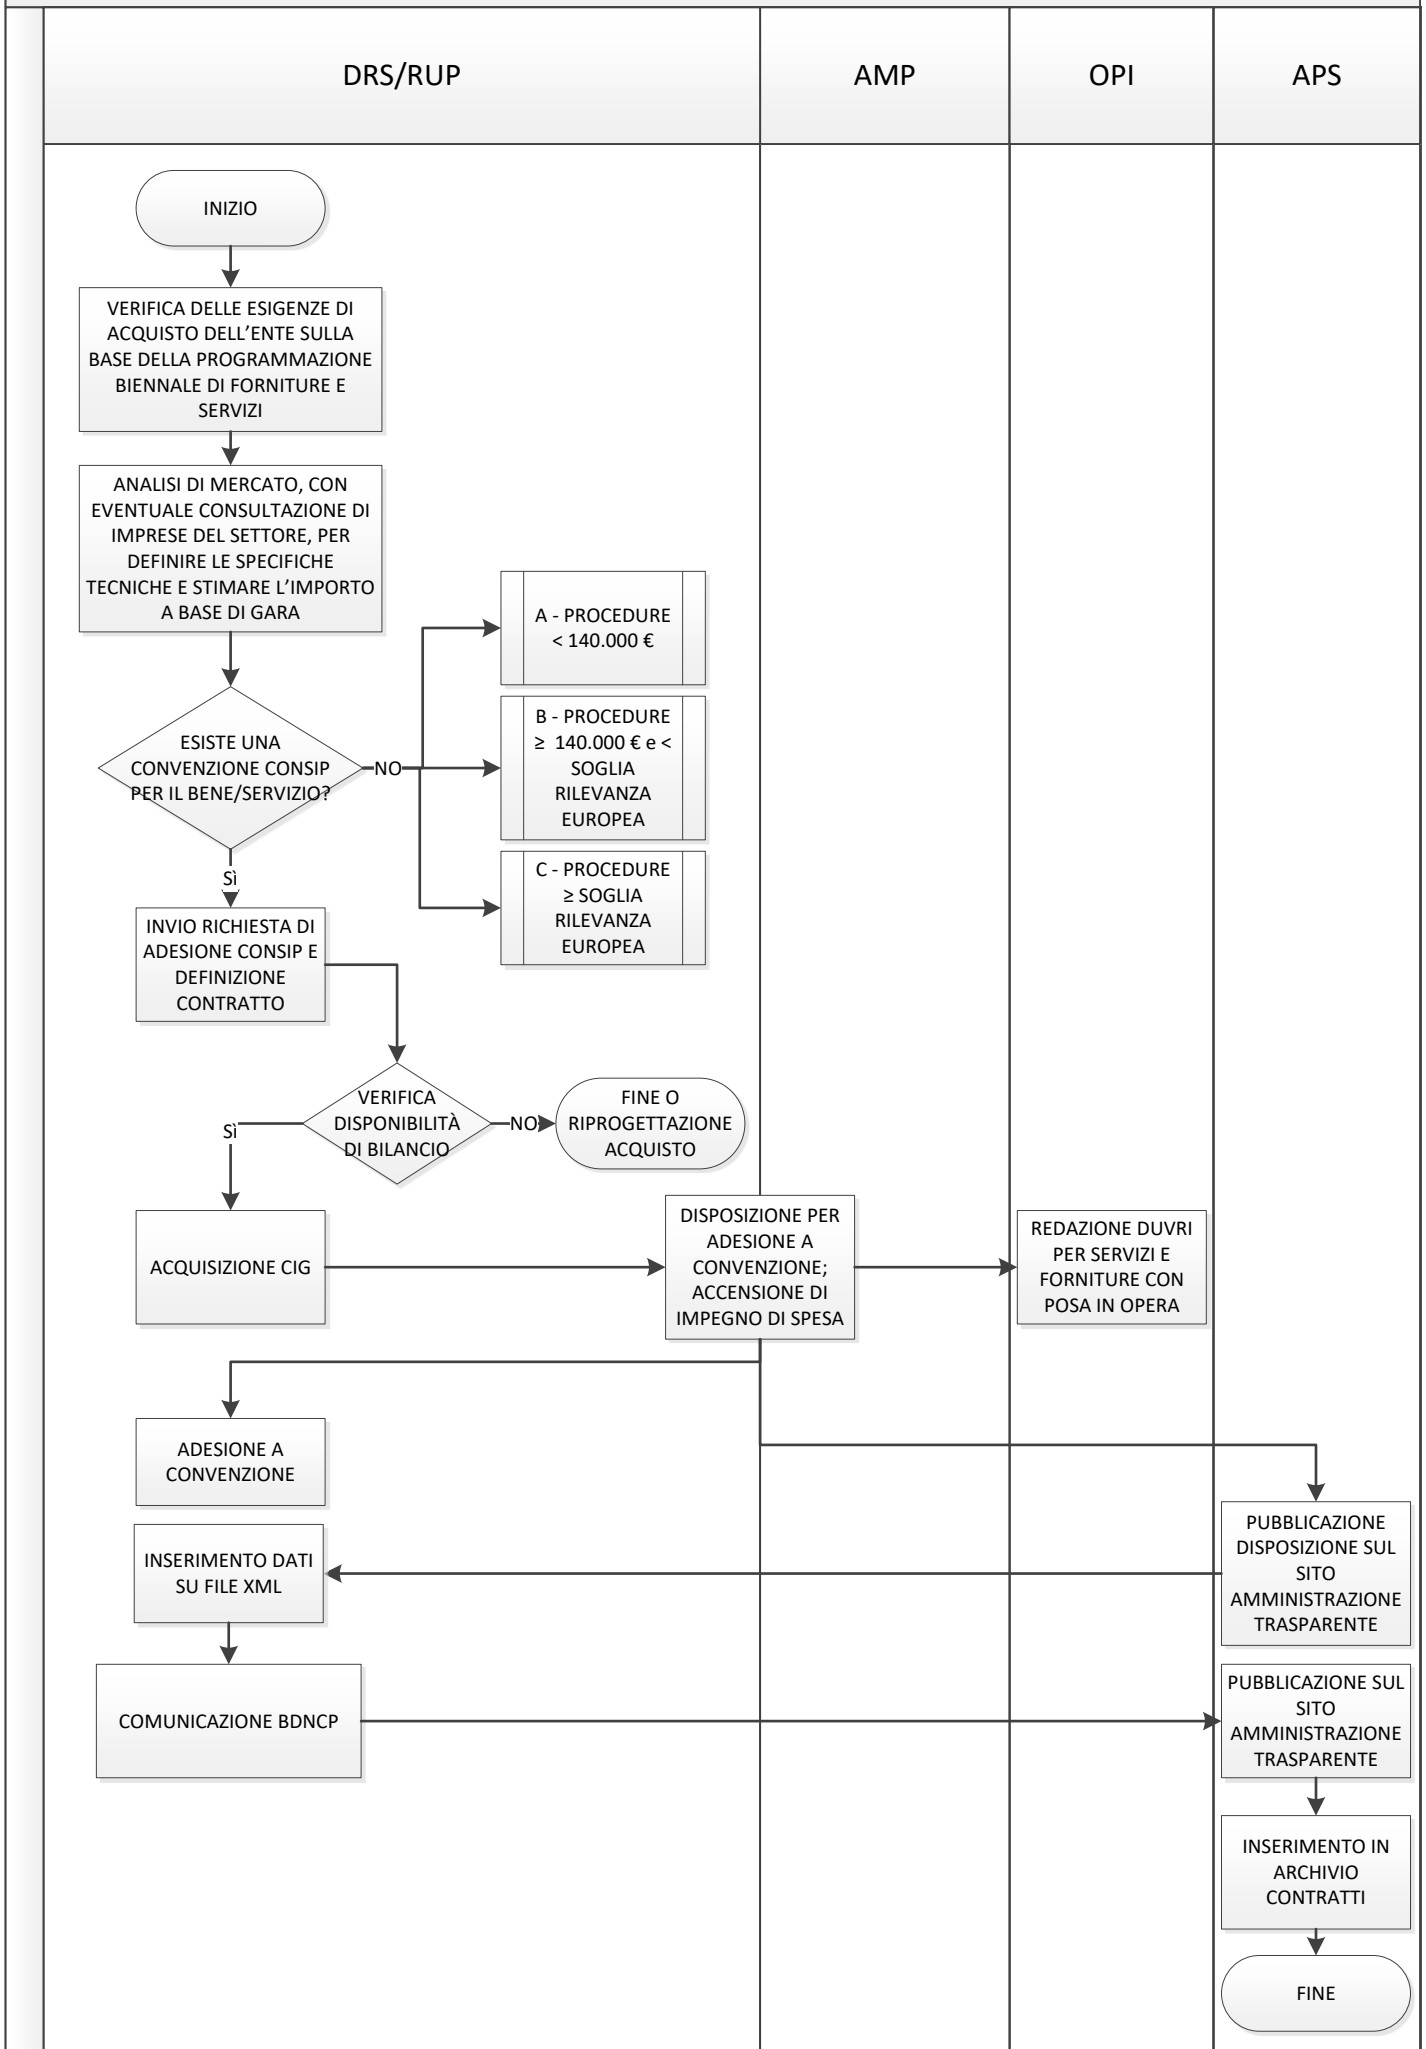 DRS/RUP
AMP
OPI
APS
INIZIO
VERIFICA DELLE ESIGENZE DI
ACQUISTO DELL’ENTE SULLA
BASE DELLA PROGRAMMAZIONE
BIENNALE DI FORNITURE E
SERVIZI
ANALISI DI MERCATO, CON
EVENTUALE CONSULTAZIONE DI
IMPRESE DEL SETTORE, PER
DEFINIRE LE SPECIFICHE
TECNICHE E STIMARE L’IMPORTO
A BASE DI GARA
A - PROCEDURE
< 140.000 €
ESISTE UNA
CONVENZIONE CONSIP
PER IL BENE/SERVIZIO?
NO
B - PROCEDURE
≥ 140.000 € e <
SOGLIA
RILEVANZA
EUROPEA
C - PROCEDURE
≥ SOGLIA
RILEVANZA
EUROPEA
Sì
INVIO RICHIESTA DI
ADESIONE CONSIP E
DEFINIZIONE
CONTRATTO
VERIFICA
DISPONIBILITÀ
DI BILANCIO
NO
FINE O
RIPROGETTAZIONE
ACQUISTO
Sì
ACQUISIZIONE CIG
DISPOSIZIONE PER
ADESIONE A
CONVENZIONE;
ACCENSIONE DI
IMPEGNO DI SPESA
REDAZIONE DUVRI
PER SERVIZI E
FORNITURE CON
POSA IN OPERA
ADESIONE A
CONVENZIONE
PUBBLICAZIONE
DISPOSIZIONE SUL
SITO
AMMINISTRAZIONE
TRASPARENTE
INSERIMENTO DATI
SU FILE XML
COMUNICAZIONE BDNCP
PUBBLICAZIONE SUL
SITO
AMMINISTRAZIONE
TRASPARENTE
INSERIMENTO IN
ARCHIVIO
CONTRATTI
FINE